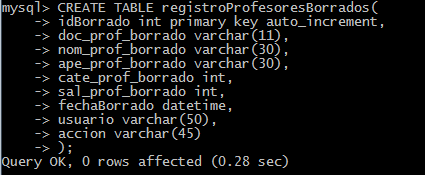 mysql> CREATE TABLE registroProfesoresBorrados(
-> idBorrado int primary key auto_increment,
-> doc_prof_borrado varchar(11),
-> nom_prof_borrado varchar(30),
-> ape_prof_borrado varchar(30),
-> cate_prof_borrado int,
-> sal_prof_borrado int,
-> fechaBorrado datetime,
-> usuario varchar(50),
-> accion varchar(45)
-> );
Query OK, 0 rows affected (0.28 sec)